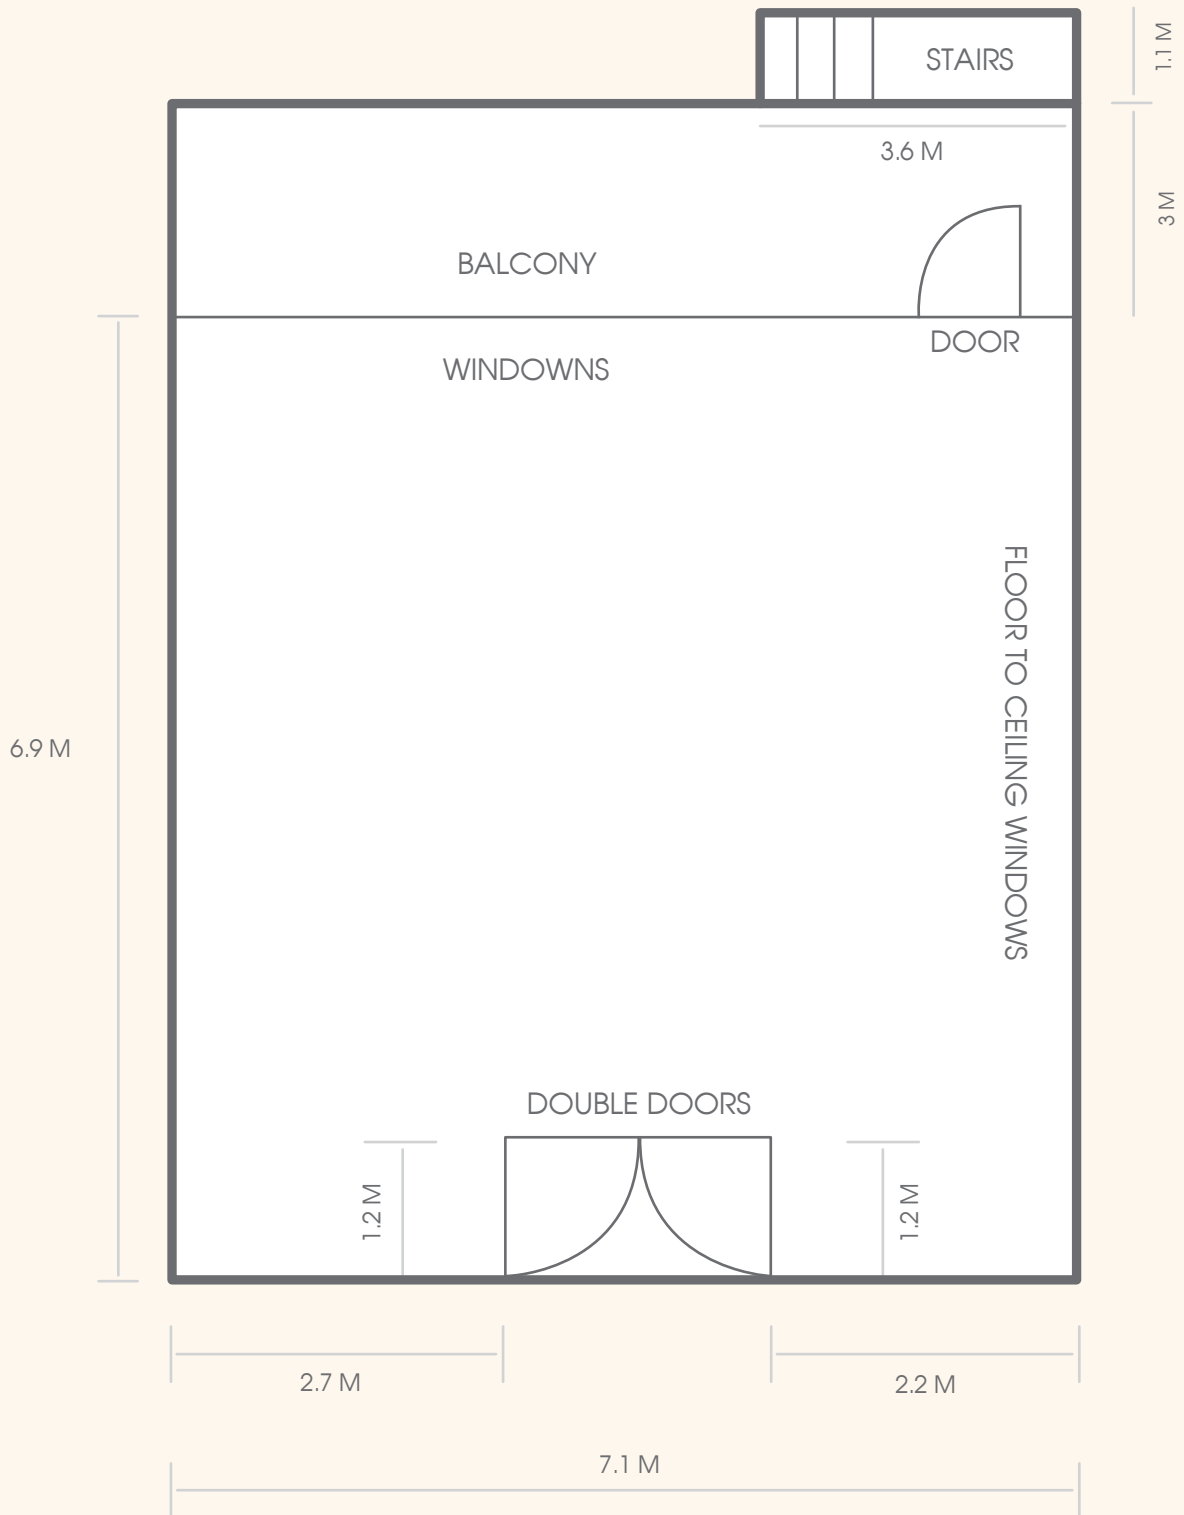 STAIRS
1.1 M
3.6 M
3 M
BALCONY
DOOR
WINDOWNS
FLOOR TO CEILING WINDOWS
6.9 M
DOUBLE DOORS
1.2 M
1.2 M
2.7 M
2.2 M
7.1 M